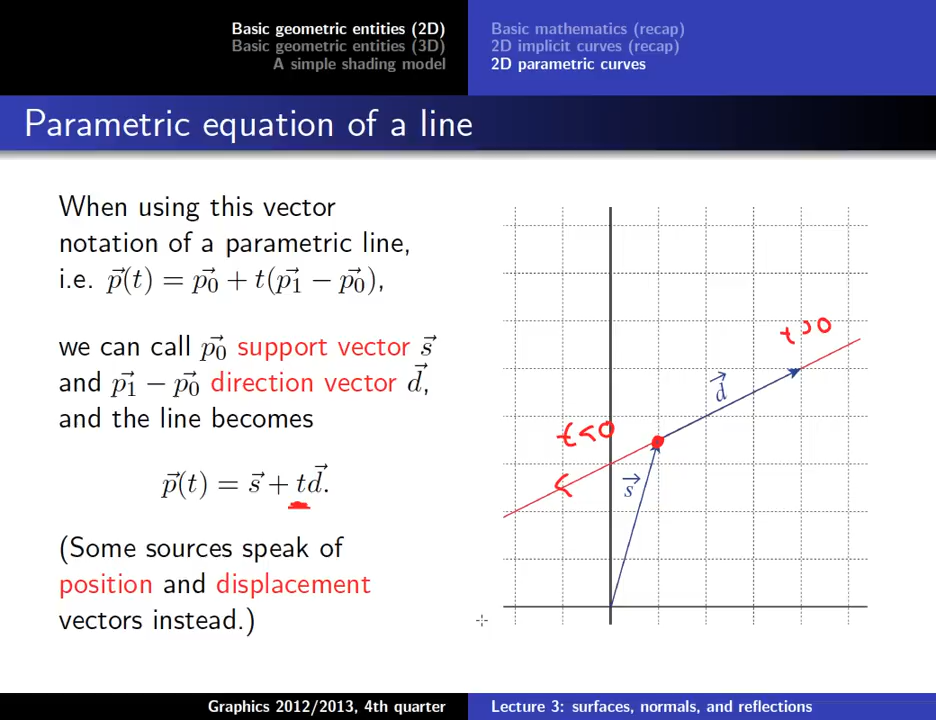 Basic geometric entities (2D)
Basic geometric entities (3D)
A simple shading model
Basic mathematics (recap)
2D implicit curves (recap)
2D parametric curves
Parametric equation of a line
When using this vector
notation of a parametric line,
i.e. p⃗(t) = p⃗₀ + t(p⃗₁ − p⃗₀),
we can call p⃗₀ support vector s⃗
and p⃗₁ − p⃗₀ direction vector d⃗,
and the line becomes
p⃗(t) = s⃗ + td⃗.
(Some sources speak of
position and displacement
vectors instead.)
t>0
d⃗
t<0
s⃗
Graphics 2012/2013, 4th quarter
Lecture 3: surfaces, normals, and reflections